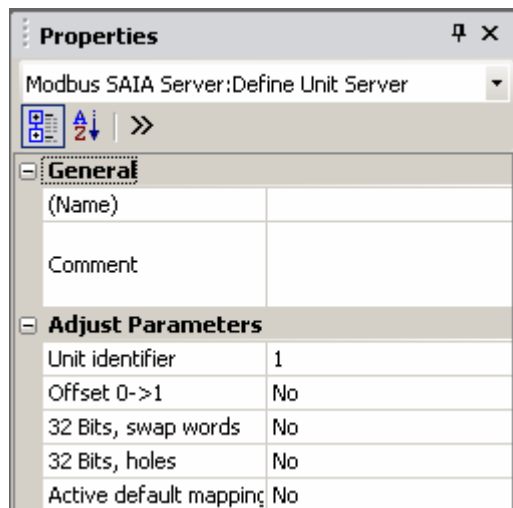 Properties
Modbus SAIA Server:Define Unit Server
General
(Name)
Comment
Adjust Parameters
Unit identifier 1
Offset 0->1 No
32 Bits, swap words No
32 Bits, holes No
Active default mapping No